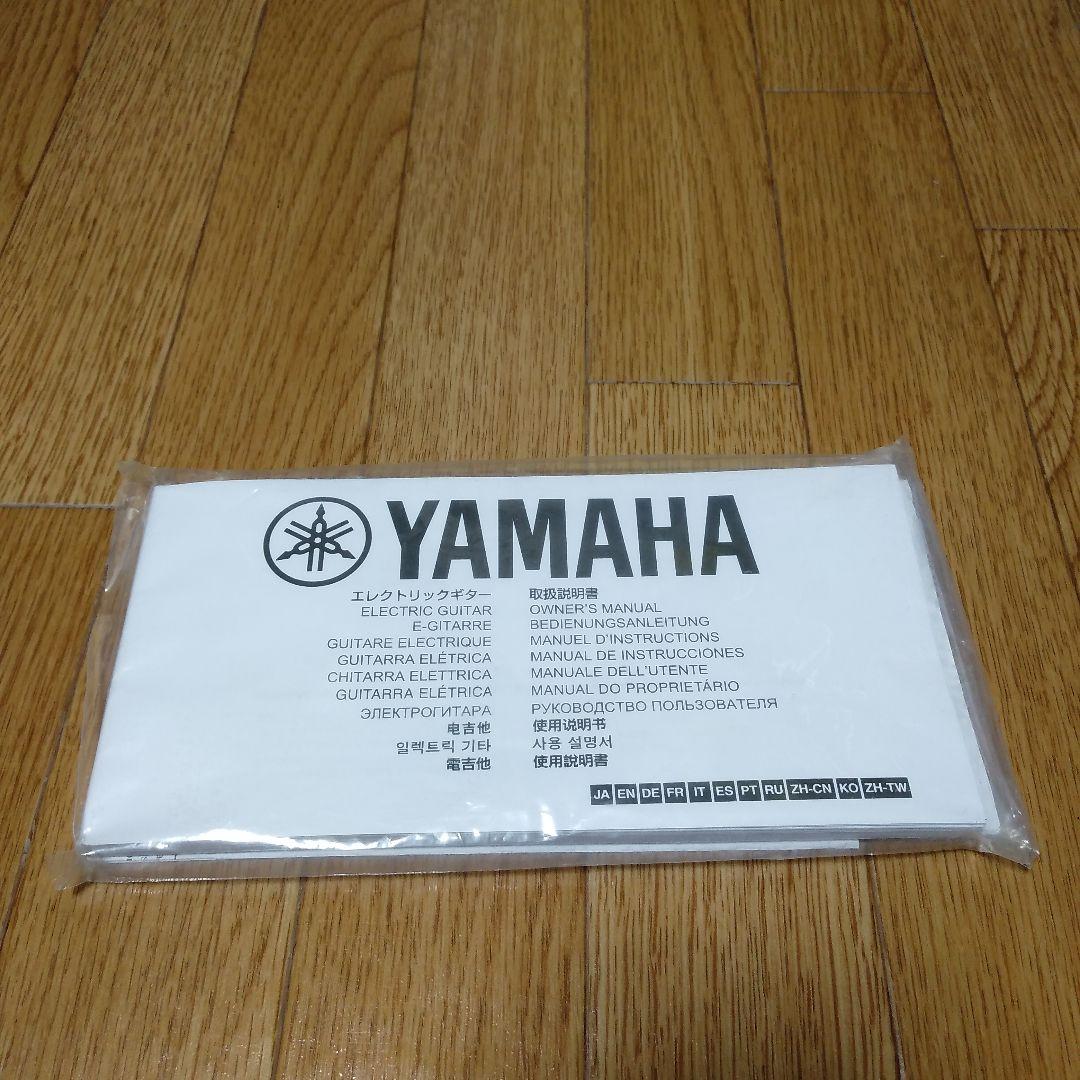 YAMAHA
エレクトリックギター 取扱説明書
ELECTRIC GUITAR OWNER'S MANUAL
E-GITARRE BEDIENUNGSANLEITUNG
GUITARE ELECTRIQUE MANUEL D'INSTRUCTIONS
GUITARRA ELÉTRICA MANUAL DE INSTRUCCIONES
CHITARRA ELETTRICA MANUALE DELL'UTENTE
GUITARRA ELÉTRICA MANUAL DO PROPRIETÁRIO
ЭЛЕКТРОГИТАРА РУКОВОДСТВО ПОЛЬЗОВАТЕЛЯ
电吉他 使用说明书
일렉트릭 기타 사용 설명서
電吉他 使用說明書
JA EN DE FR IT ES PT RU ZH-CN KO ZH-TW